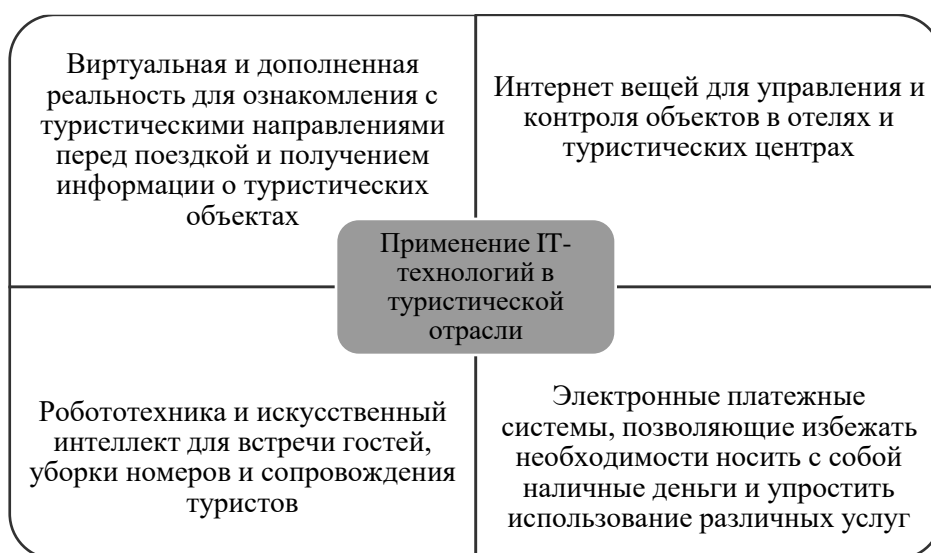 Виртуальная и дополненная
реальность для ознакомления с
туристическими направлениями
перед поездкой и получением
информации о туристических
объектах
Интернет вещей для управления и
контроля объектов в отелях и
туристических центрах
Применение IT-
технологий в
туристической
отрасли
Робототехника и искусственный
интеллект для встречи гостей,
уборки номеров и сопровождения
туристов
Электронные платежные
системы, позволяющие избежать
необходимости носить с собой
наличные деньги и упростить
использование различных услуг